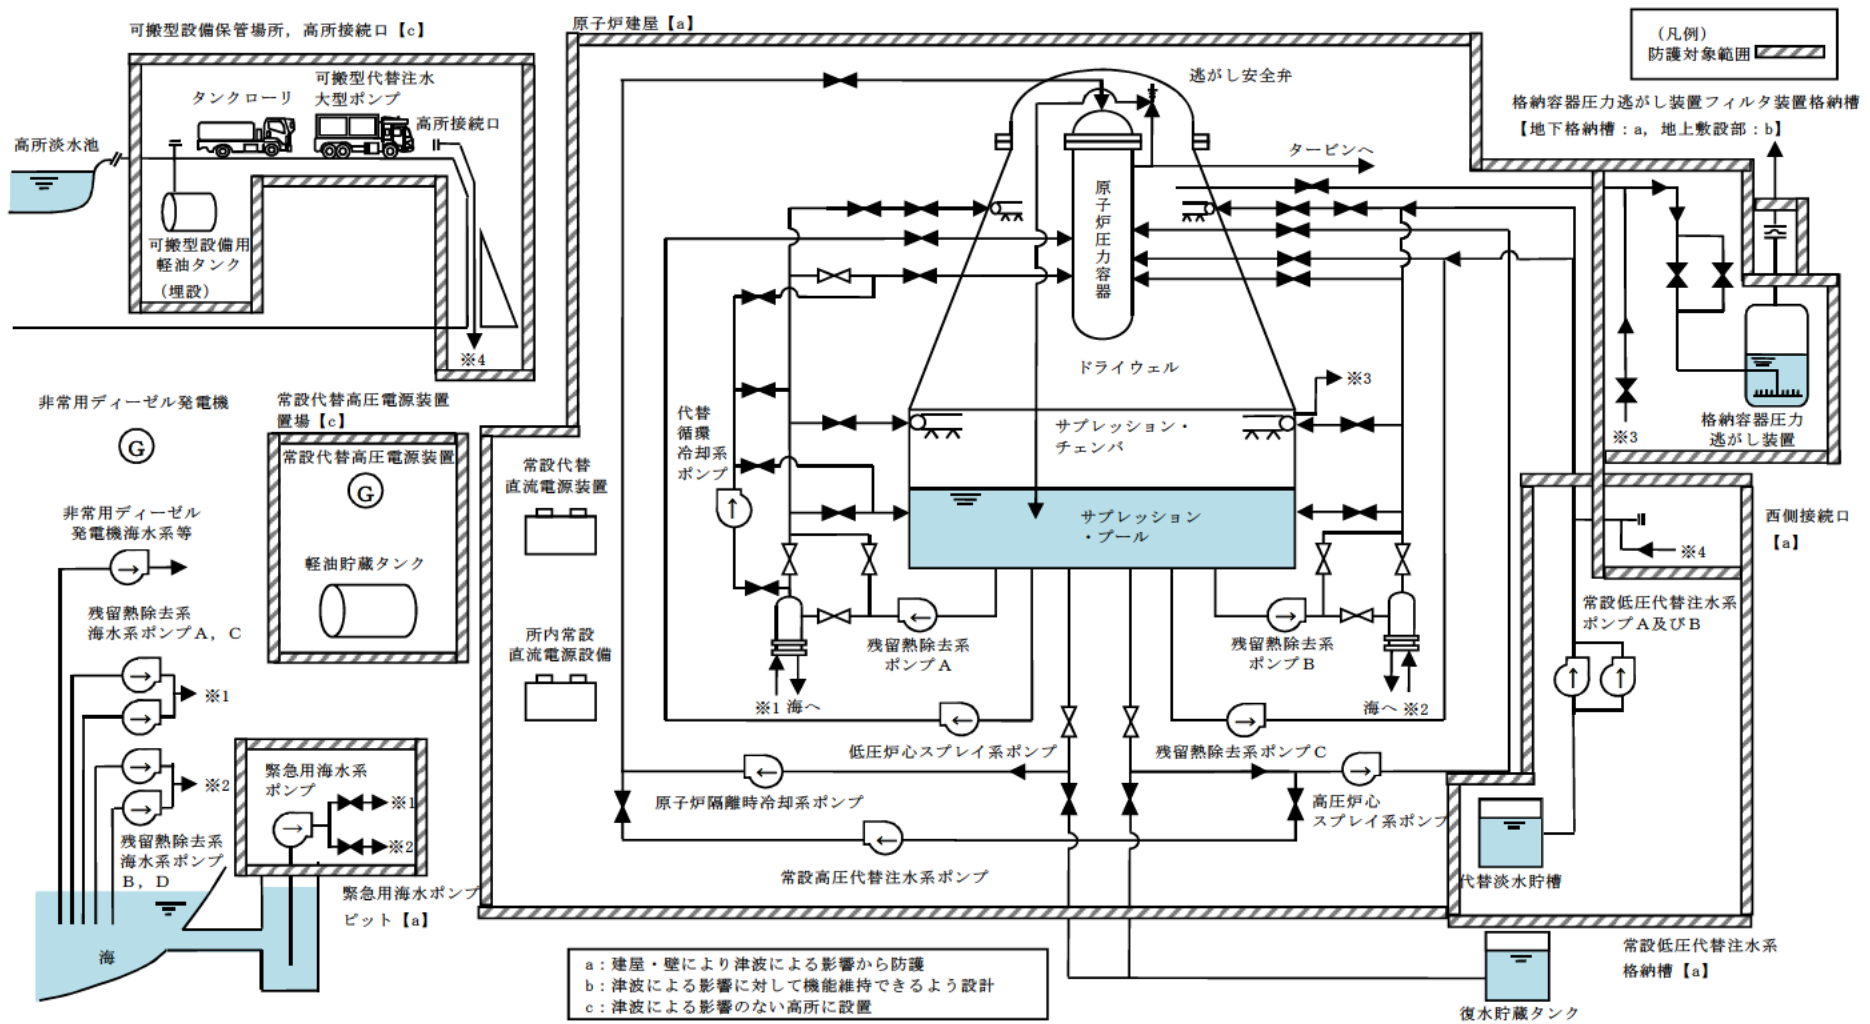 可搬型設備保管場所，高所接続口【c】
タンクローリ
可搬型代替注水
大型ポンプ
高所接続口
高所淡水池
可搬型設備用
軽油タンク
（埋設）
※4
原子炉建屋【a】
逃がし安全弁
タービンへ
原子炉圧力容器
ドライウェル
※3
サプレッション・
チェンバ
サプレッション
・プール
（凡例）
防護対象範囲
格納容器圧力逃がし装置フィルタ装置格納槽
【地下格納槽：a，地上敷設部：b】
※3
格納容器圧力
逃がし装置
非常用ディーゼル発電機
G
常設代替高圧電源装置
置場【c】
常設代替高圧電源装置
G
軽油貯蔵タンク
非常用ディーゼル
発電機海水系等
残留熱除去系
海水系ポンプA，C
※1
※2
残留熱除去系
海水系ポンプ
B，D
海
緊急用海水系
ポンプ
※1
※2
緊急用海水ポンプ
ピット【a】
代替
循環
冷却系
ポンプ
常設代替
直流電源装置
所内常設
直流電源設備
残留熱除去系
ポンプA
※1 海へ
残留熱除去系
ポンプB
海へ ※2
低圧炉心スプレイ系ポンプ
残留熱除去系ポンプC
原子炉隔離時冷却系ポンプ
高圧炉心
スプレイ系ポンプ
常設高圧代替注水系ポンプ
西側接続口
【a】
※4
常設低圧代替注水系
ポンプA及びB
代替淡水貯槽
常設低圧代替注水系
格納槽【a】
復水貯蔵タンク
a：建屋・壁により津波による影響から防護
b：津波による影響に対して機能維持できるよう設計
c：津波による影響のない高所に設置